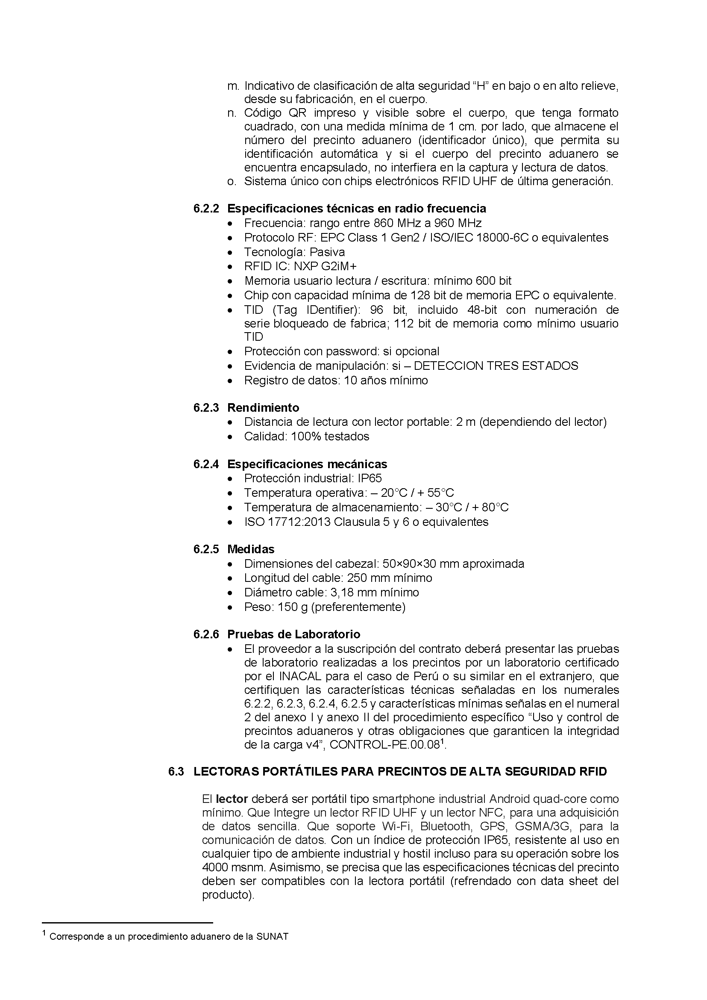 m. Indicativo de clasificación de alta seguridad “H” en bajo o en alto relieve,
desde su fabricación, en el cuerpo.
n. Código QR impreso y visible sobre el cuerpo, que tenga formato
cuadrado, con una medida mínima de 1 cm. por lado, que almacene el
número del precinto aduanero (identificador único), que permita su
identificación automática y si el cuerpo del precinto aduanero se
encuentra encapsulado, no interfiera en la captura y lectura de datos.
o. Sistema único con chips electrónicos RFID UHF de última generación.
6.2.2 Especificaciones técnicas en radio frecuencia
• Frecuencia: rango entre 860 MHz a 960 MHz
• Protocolo RF: EPC Class 1 Gen2 / ISO/IEC 18000-6C o equivalentes
• Tecnología: Pasiva
• RFID IC: NXP G2iM+
• Memoria usuario lectura / escritura: mínimo 600 bit
• Chip con capacidad mínima de 128 bit de memoria EPC o equivalente.
• TID (Tag IDentifier): 96 bit, incluido 48-bit con numeración de
serie bloqueado de fabrica; 112 bit de memoria como mínimo usuario
TID
• Protección con password: si opcional
• Evidencia de manipulación: si – DETECCION TRES ESTADOS
• Registro de datos: 10 años mínimo
6.2.3 Rendimiento
• Distancia de lectura con lector portable: 2 m (dependiendo del lector)
• Calidad: 100% testados
6.2.4 Especificaciones mecánicas
• Protección industrial: IP65
• Temperatura operativa: – 20°C / + 55°C
• Temperatura de almacenamiento: – 30°C / + 80°C
• ISO 17712:2013 Clausula 5 y 6 o equivalentes
6.2.5 Medidas
• Dimensiones del cabezal: 50×90×30 mm aproximada
• Longitud del cable: 250 mm mínimo
• Diámetro cable: 3,18 mm mínimo
• Peso: 150 g (preferentemente)
6.2.6 Pruebas de Laboratorio
• El proveedor a la suscripción del contrato deberá presentar las pruebas
de laboratorio realizadas a los precintos por un laboratorio certificado
por el INACAL para el caso de Perú o su similar en el extranjero, que
certifiquen las características técnicas señaladas en los numerales
6.2.2, 6.2.3, 6.2.4, 6.2.5 y características mínimas señalas en el numeral
2 del anexo I y anexo II del procedimiento específico “Uso y control de
precintos aduaneros y otras obligaciones que garanticen la integridad
de la carga v4”, CONTROL-PE.00.08¹.
6.3 LECTORAS PORTÁTILES PARA PRECINTOS DE ALTA SEGURIDAD RFID
El lector deberá ser portátil tipo smartphone industrial Android quad-core como
mínimo. Que Integre un lector RFID UHF y un lector NFC, para una adquisición
de datos sencilla. Que soporte Wi-Fi, Bluetooth, GPS, GSMA/3G, para la
comunicación de datos. Con un índice de protección IP65, resistente al uso en
cualquier tipo de ambiente industrial y hostil incluso para su operación sobre los
4000 msnm. Asimismo, se precisa que las especificaciones técnicas del precinto
deben ser compatibles con la lectora portátil (refrendado con data sheet del
producto).
¹ Corresponde a un procedimiento aduanero de la SUNAT